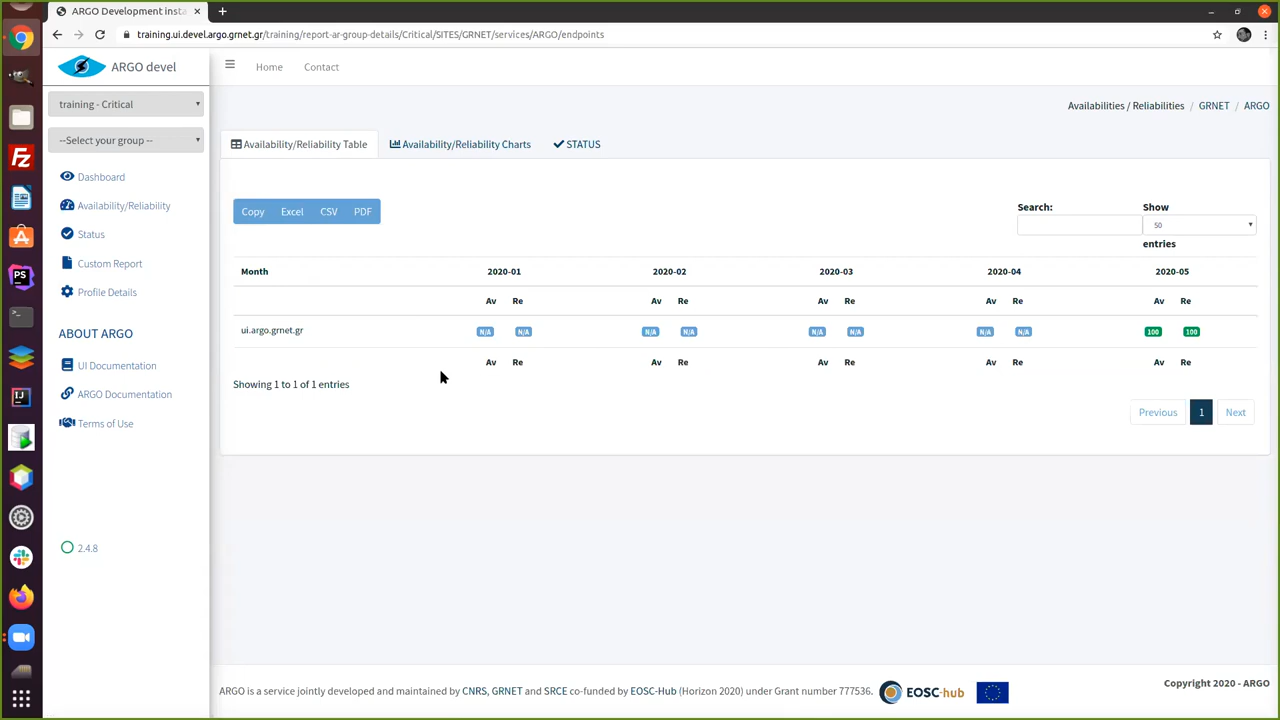 ARGO Development insta
training.ui.devel.argo.grnet.gr/training/report-ar-group-details/Critical/SITES/GRNET/services/ARGO/endpoints
ARGO devel
Home Contact
training - Critical
Availabilities / Reliabilities / GRNET / ARGO
--Select your group --
Availability/Reliability Table Availability/Reliability Charts STATUS
Dashboard
Availability/Reliability
Status
Custom Report
Profile Details
ABOUT ARGO
UI Documentation
ARGO Documentation
Terms of Use
2.4.8
Copy Excel CSV PDF
Search: Show
50
entries
Month 2020-01 2020-02 2020-03 2020-04 2020-05
Av Re Av Re Av Re Av Re Av Re
ui.argo.grnet.gr N/A N/A N/A N/A N/A N/A N/A N/A 100 100
Av Re Av Re Av Re Av Re Av Re
Showing 1 to 1 of 1 entries
Previous 1 Next
ARGO is a service jointly developed and maintained by CNRS, GRNET and SRCE co-funded by EOSC-Hub (Horizon 2020) under Grant number 777536. EOSC-hub
Copyright 2020 - ARGO
Fz
PS
>_
IJ